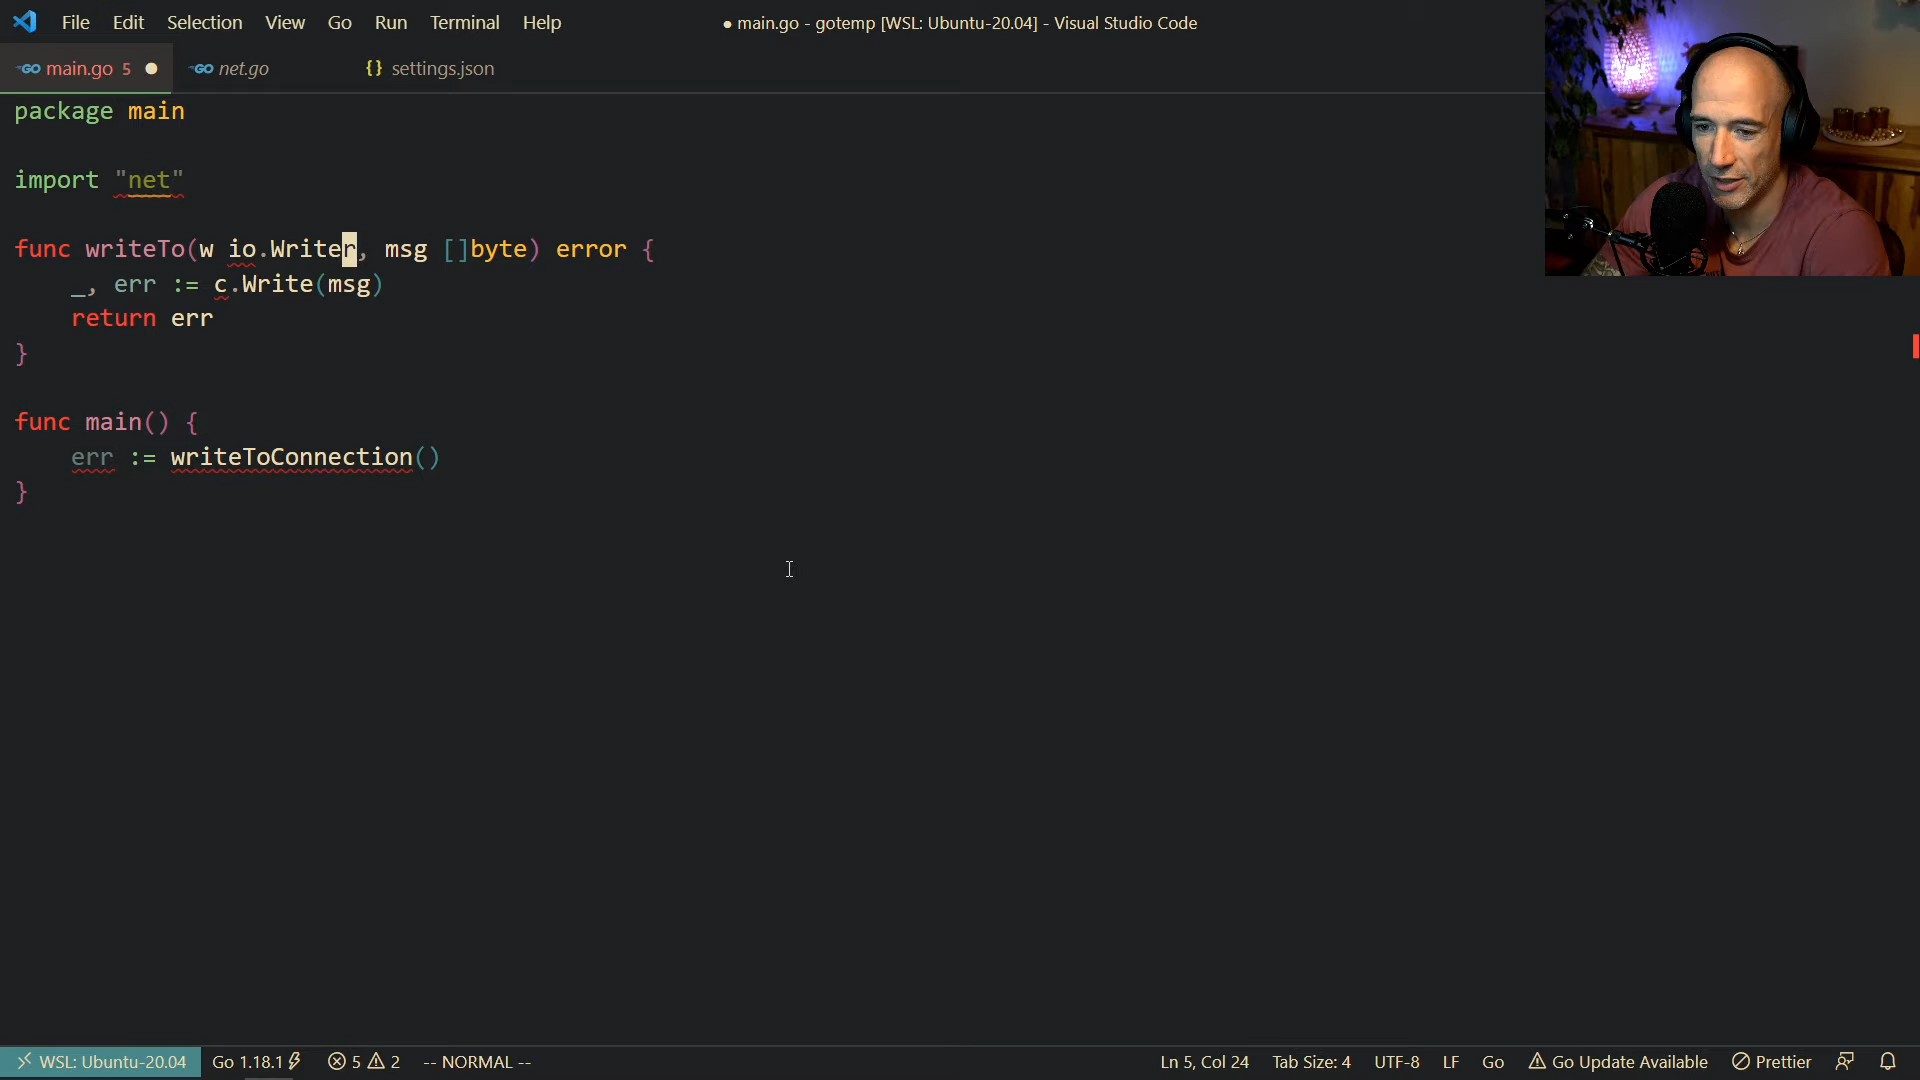 File Edit Selection View Go Run Terminal Help
● main.go - gotemp [WSL: Ubuntu-20.04] - Visual Studio Code
GO main.go 5 ● GO net.go {} settings.json
package main
import "net"
func writeTo(w io.Writer, msg []byte) error {
_, err := c.Write(msg)
return err
}
func main() {
err := writeToConnection()
}
WSL: Ubuntu-20.04 Go 1.18.1 5 2 -- NORMAL -- Ln 5, Col 24 Tab Size: 4 UTF-8 LF Go Go Update Available Prettier